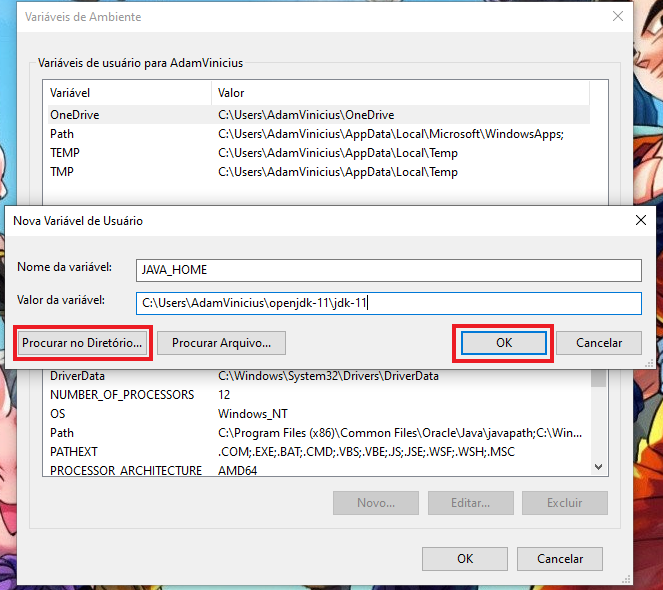 Variáveis de Ambiente
Variáveis de usuário para AdamVinicius
Variável Valor
OneDrive C:\Users\AdamVinicius\OneDrive
Path C:\Users\AdamVinicius\AppData\Local\Microsoft\WindowsApps;
TEMP C:\Users\AdamVinicius\AppData\Local\Temp
TMP C:\Users\AdamVinicius\AppData\Local\Temp
Nova Variável de Usuário
Nome da variável: JAVA_HOME
Valor da variável: C:\Users\AdamVinicius\openjdk-11\jdk-11
Procurar no Diretório... Procurar Arquivo... OK Cancelar
DriverData C:\Windows\System32\Drivers\DriverData
NUMBER_OF_PROCESSORS 12
OS Windows_NT
Path C:\Program Files (x86)\Common Files\Oracle\Java\javapath;C:\Win...
PATHEXT .COM;.EXE;.BAT;.CMD;.VBS;.VBE;.JS;.JSE;.WSF;.WSH;.MSC
PROCESSOR_ARCHITECTURE AMD64
Novo... Editar... Excluir
OK Cancelar